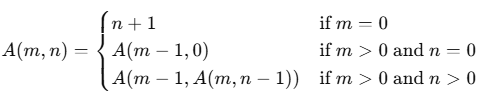 n + 1 if m = 0
A(m, n) = { A(m − 1, 0) if m > 0 and n = 0
A(m − 1, A(m, n − 1)) if m > 0 and n > 0